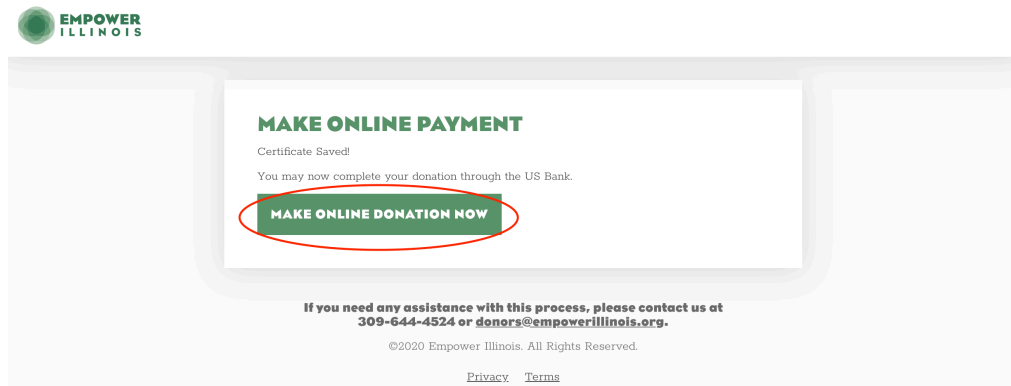 EMPOWER
ILLINOIS
MAKE ONLINE PAYMENT
Certificate Saved!
You may now complete your donation through the US Bank.
MAKE ONLINE DONATION NOW
If you need any assistance with this process, please contact us at
309-644-4524 or donors@empowerillinois.org.
©2020 Empower Illinois. All Rights Reserved.
Privacy Terms